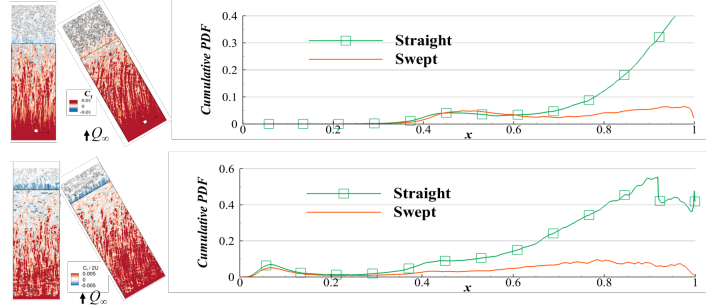 C_f
0.01
0
-0.01
Q∞
Cumulative PDF
0.4
0.3
0.2
0.1
0
Straight
Swept
0
0.2
0.4
0.6
0.8
1
x
C_f / 2U
0.005
0
-0.005
Q∞
Cumulative PDF
0.6
0.4
0.2
0
Straight
Swept
0
0.2
0.4
0.6
0.8
1
x